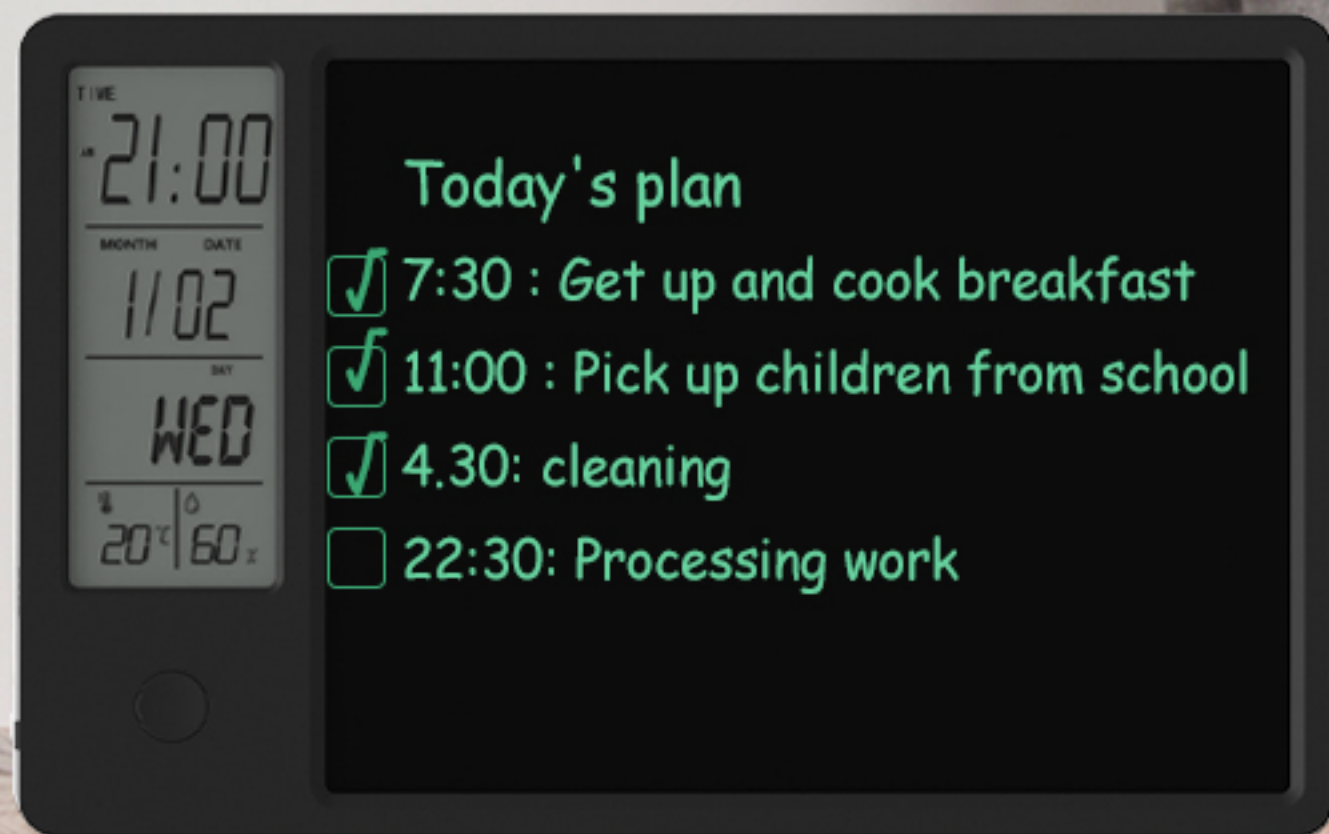 TIME
AM 21:00
MONTH DATE
1/02
DAY
WED
20℃ 60%
Today's plan
7:30 : Get up and cook breakfast
11:00 : Pick up children from school
4.30: cleaning
22:30: Processing work